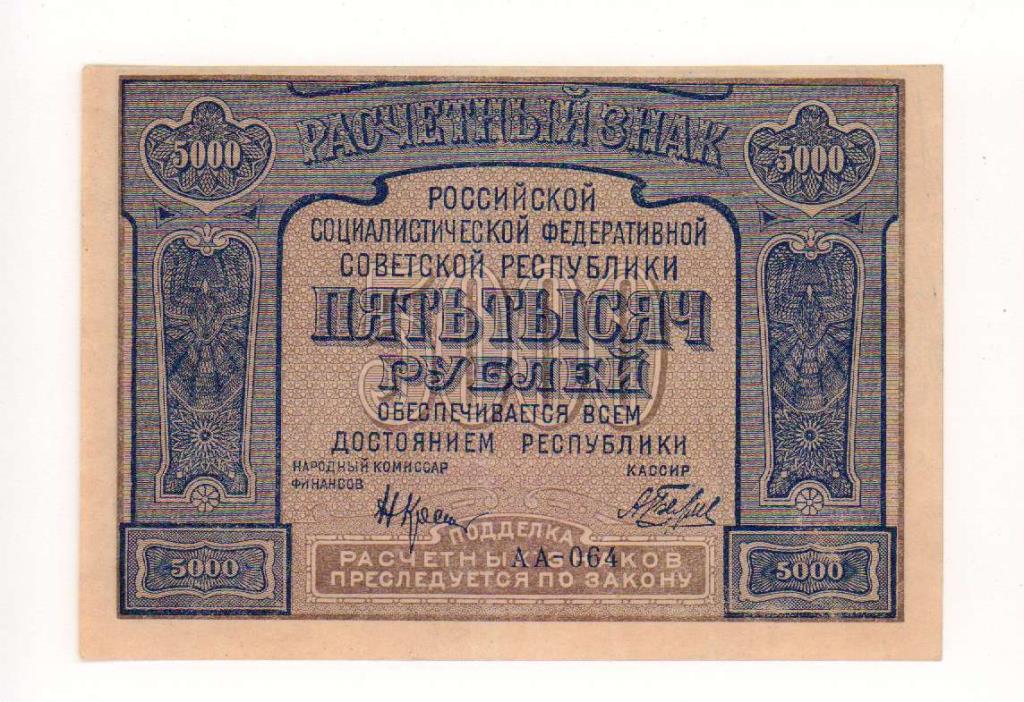 РАСЧЕТНЫЙ ЗНАК
5000 5000
РОССИЙСКОЙ
СОЦИАЛИСТИЧЕСКОЙ ФЕДЕРАТИВНОЙ
СОВЕТСКОЙ РЕСПУБЛИКИ
5000
ПЯТЬ ТЫСЯЧ
РУБЛЕЙ
ОБЕСПЕЧИВАЕТСЯ ВСЕМ
ДОСТОЯНИЕМ РЕСПУБЛИКИ
НАРОДНЫЙ КОМИССАР
ФИНАНСОВ
КАССИР
ПОДДЕЛКА
АА-064
РАСЧЕТНЫХ ЗНАКОВ
ПРЕСЛЕДУЕТСЯ ПО ЗАКОНУ
5000 5000